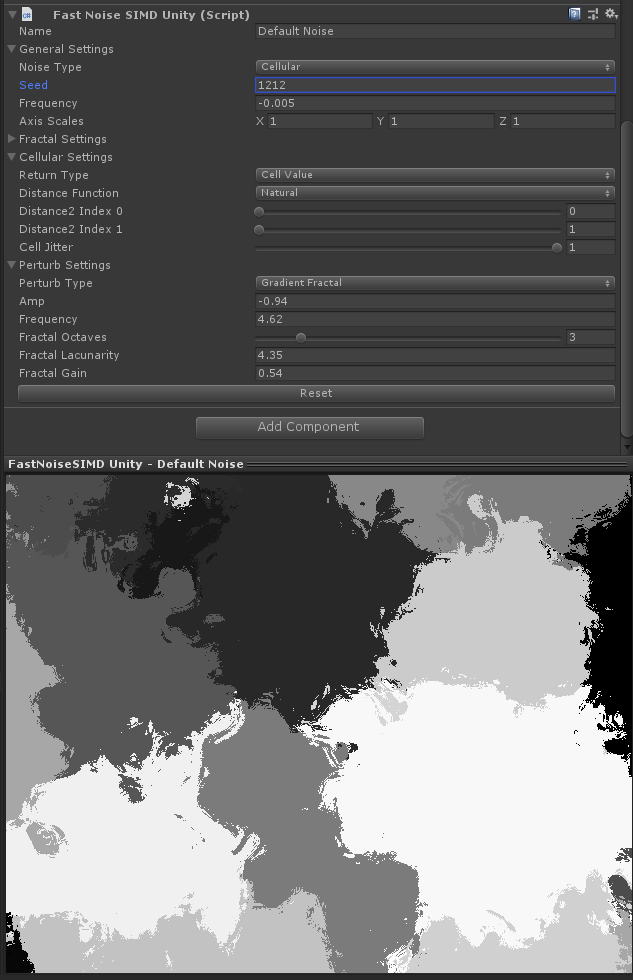 Fast Noise SIMD Unity (Script)
Name Default Noise
General Settings
Noise Type Cellular
Seed 1212
Frequency -0.005
Axis Scales X 1 Y 1 Z 1
Fractal Settings
Cellular Settings
Return Type Cell Value
Distance Function Natural
Distance2 Index 0 0
Distance2 Index 1 1
Cell Jitter 1
Perturb Settings
Perturb Type Gradient Fractal
Amp -0.94
Frequency 4.62
Fractal Octaves 3
Fractal Lacunarity 4.35
Fractal Gain 0.54
Reset
Add Component
FastNoiseSIMD Unity - Default Noise